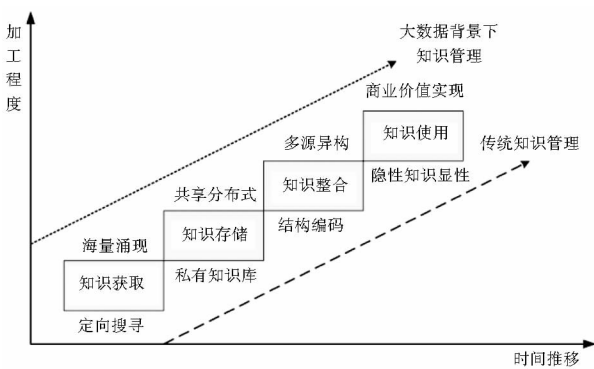 加工程度
大数据背景下
知识管理
商业价值实现
知识使用
多源异构
传统知识管理
隐性知识显性
知识整合
共享分布式
结构编码
知识存储
海量涌现
私有知识库
知识获取
定向搜寻
时间推移